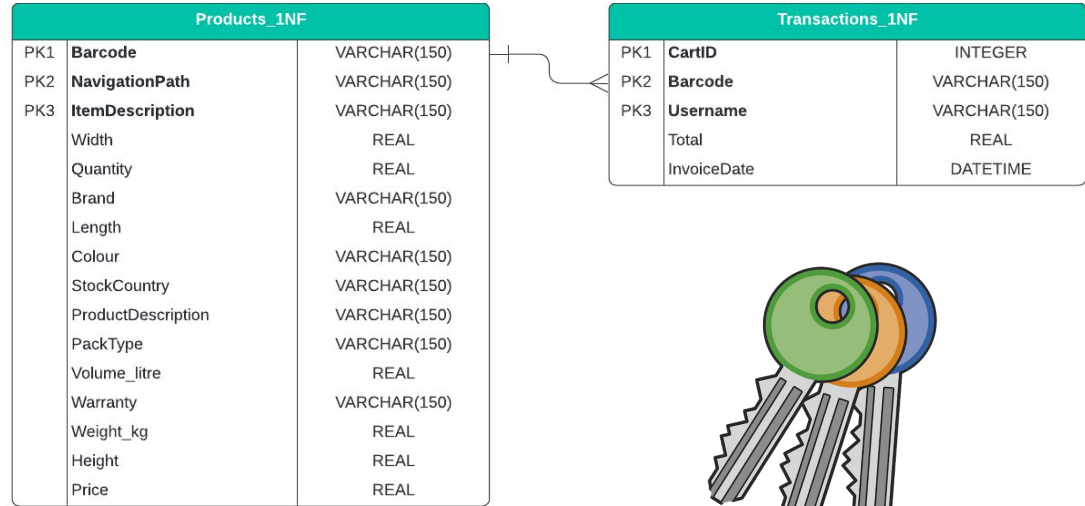 Products_1NF
PK1 Barcode VARCHAR(150)
PK2 NavigationPath VARCHAR(150)
PK3 ItemDescription VARCHAR(150)
Width REAL
Quantity REAL
Brand VARCHAR(150)
Length REAL
Colour VARCHAR(150)
StockCountry VARCHAR(150)
ProductDescription VARCHAR(150)
PackType VARCHAR(150)
Volume_litre REAL
Warranty VARCHAR(150)
Weight_kg REAL
Height REAL
Price REAL
Transactions_1NF
PK1 CartID INTEGER
PK2 Barcode VARCHAR(150)
PK3 Username VARCHAR(150)
Total REAL
InvoiceDate DATETIME